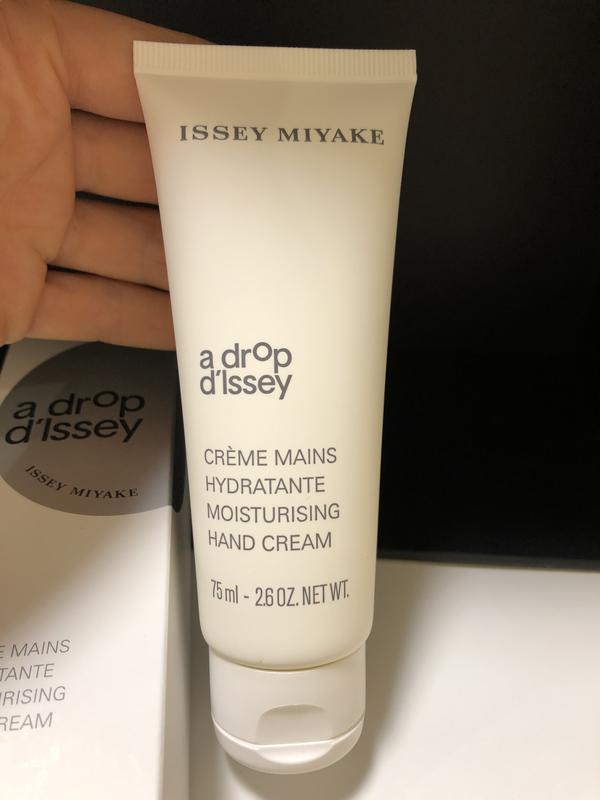 ISSEY MIYAKE
a drop
d'Issey
CRÈME MAINS
HYDRATANTE
MOISTURISING
HAND CREAM
75 ml - 2.6 OZ. NET WT.
a drop
d'Issey
ISSEY MIYAKE
E MAINS
TANTE
URISING
REAM